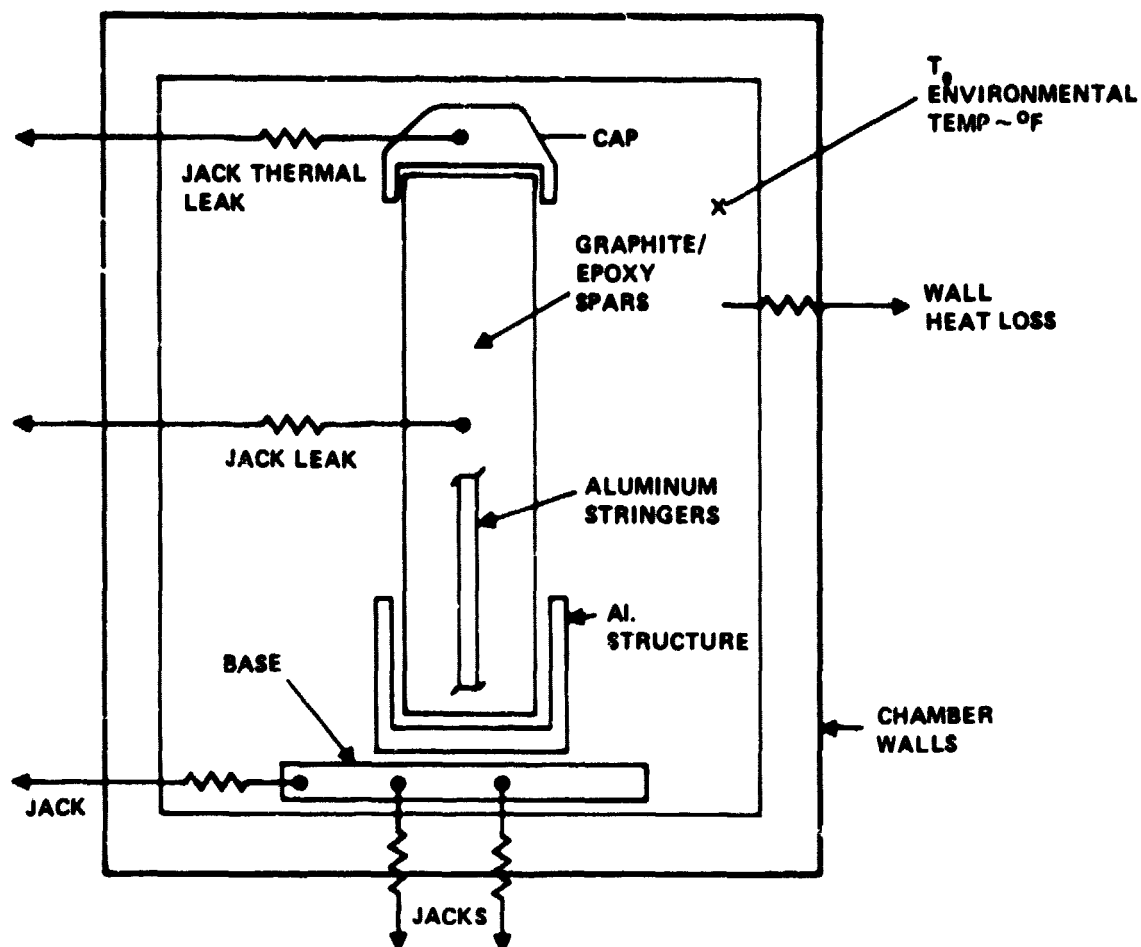 Te
ENVIRONMENTAL
TEMP ~ °F
CAP
JACK THERMAL
LEAK
GRAPHITE/
EPOXY
SPARS
WALL
HEAT LOSS
JACK LEAK
ALUMINUM
STRINGERS
Al.
STRUCTURE
BASE
CHAMBER
WALLS
JACK
JACKS